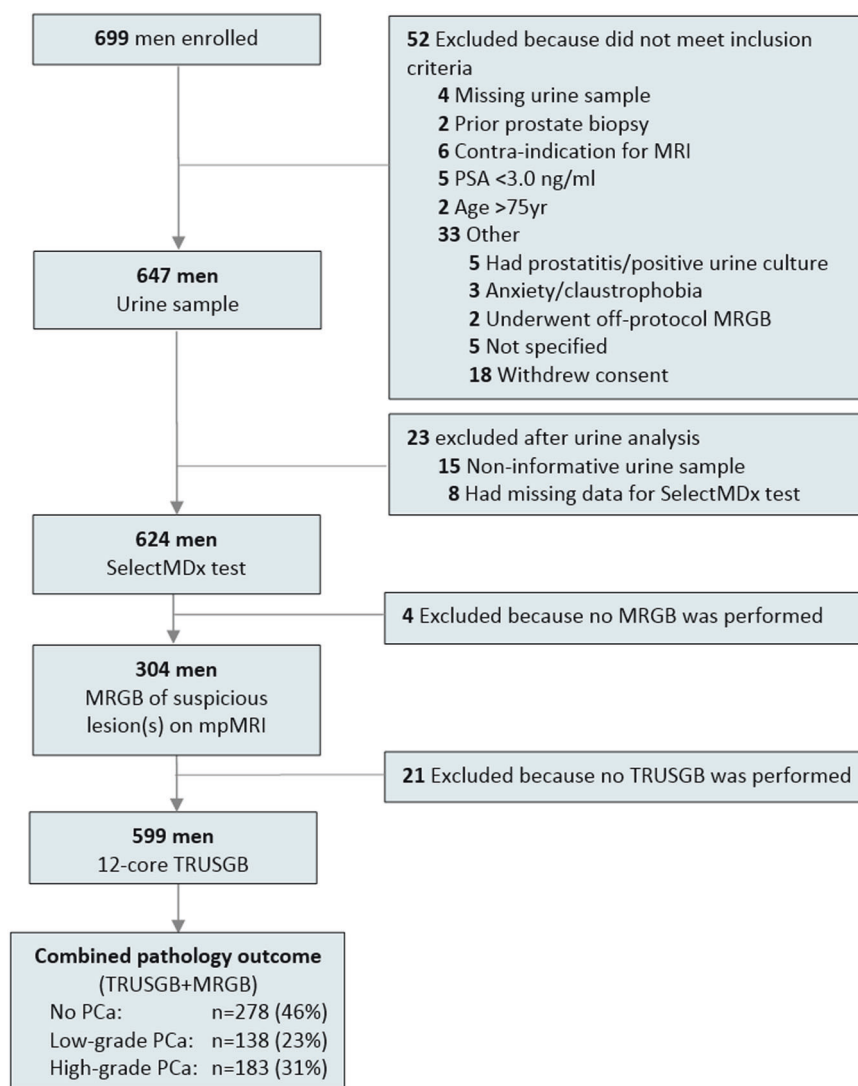 699 men enrolled
52 Excluded because did not meet inclusion
criteria
4 Missing urine sample
2 Prior prostate biopsy
6 Contra-indication for MRI
5 PSA <3.0 ng/ml
2 Age >75yr
33 Other
5 Had prostatitis/positive urine culture
3 Anxiety/claustrophobia
2 Underwent off-protocol MRGB
5 Not specified
18 Withdrew consent
647 men
Urine sample
23 excluded after urine analysis
15 Non-informative urine sample
8 Had missing data for SelectMDx test
624 men
SelectMDx test
4 Excluded because no MRGB was performed
304 men
MRGB of suspicious
lesion(s) on mpMRI
21 Excluded because no TRUSGB was performed
599 men
12-core TRUSGB
Combined pathology outcome
(TRUSGB+MRGB)
No PCa: n=278 (46%)
Low-grade PCa: n=138 (23%)
High-grade PCa: n=183 (31%)